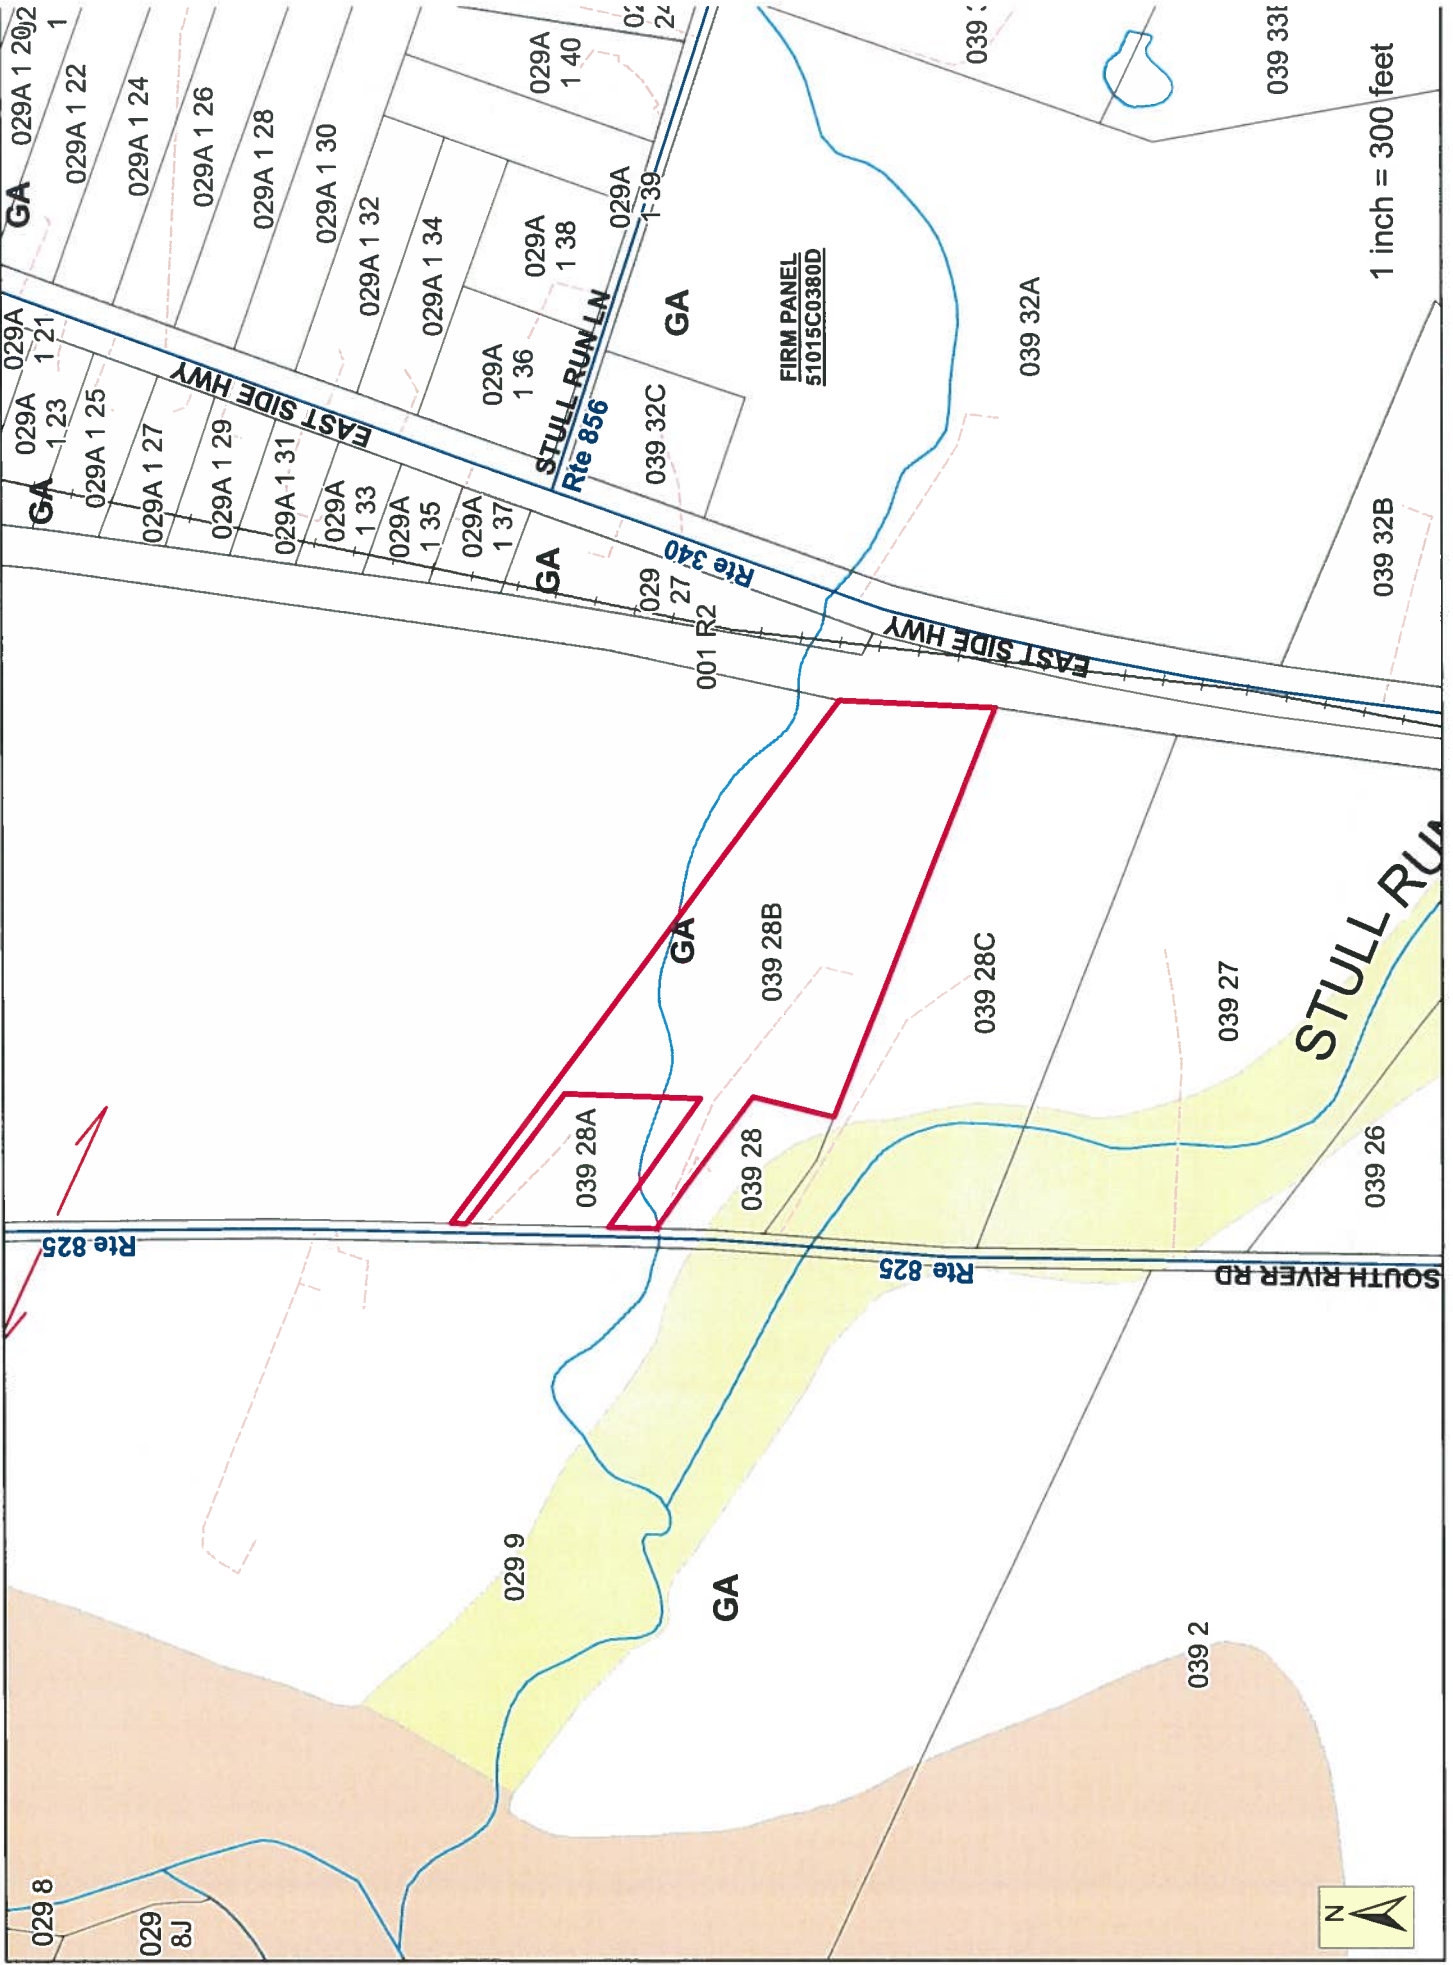 029 8
029
8J
029 9
GA
039 2
N
Rte 825
Rte 825
SOUTH RIVER RD
039 28A
039 28
039 28B
GA
039 28C
039 27
039 26
STULL RUN
001 R2
029
27
GA
GA
GA
029A 1 20
1
029A 1 22
029A 1 24
029A 1 26
029A 1 28
029A 1 30
029A 1 32
029A 1 34
029A
1 36
029A
1 38
029A
1 39
029A
1 40
24
029A
1 21
029A
1 23
029A 1 25
029A 1 27
029A 1 29
029A 1 31
029A
1 33
029A
1 35
029A
1 37
EAST SIDE HWY
STULL RUN LN
Rte 856
Rte 340
EAST SIDE HWY
039 32C
GA
FIRM PANEL
51015C0380D
039 32A
039 32B
039
039 33
1 inch = 300 feet